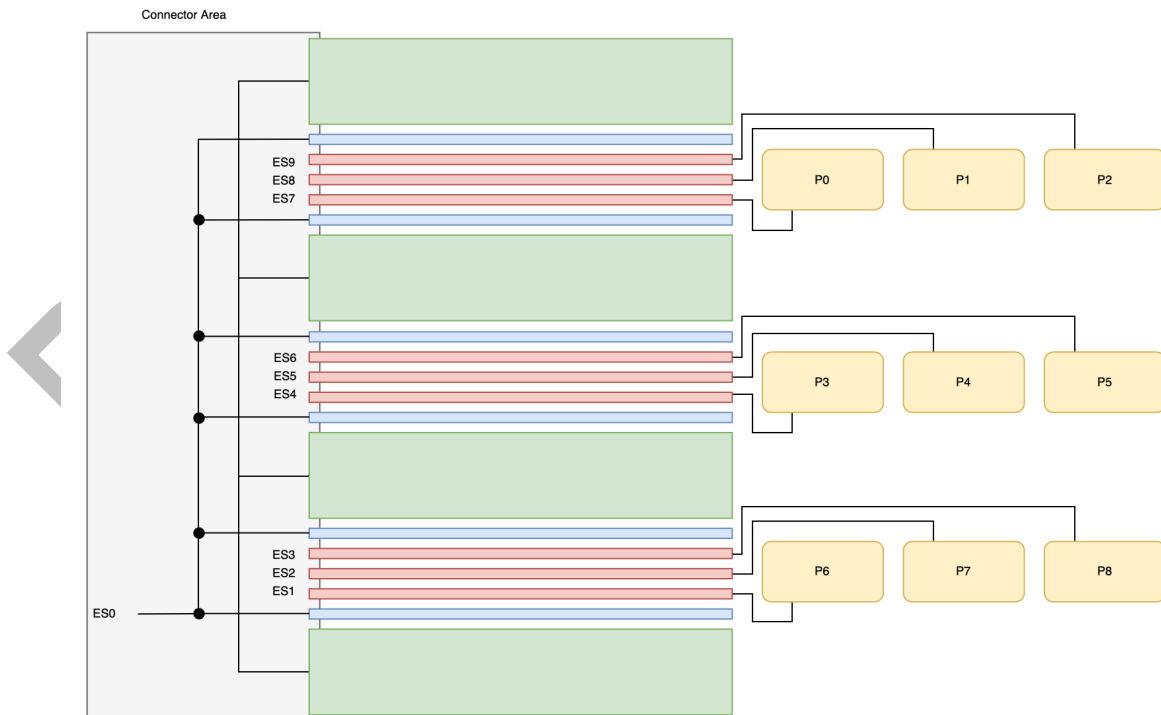 Connector Area
ES9
ES8
ES7
P0
P1
P2
ES6
ES5
ES4
P3
P4
P5
ES3
ES2
ES1
P6
P7
P8
ES0